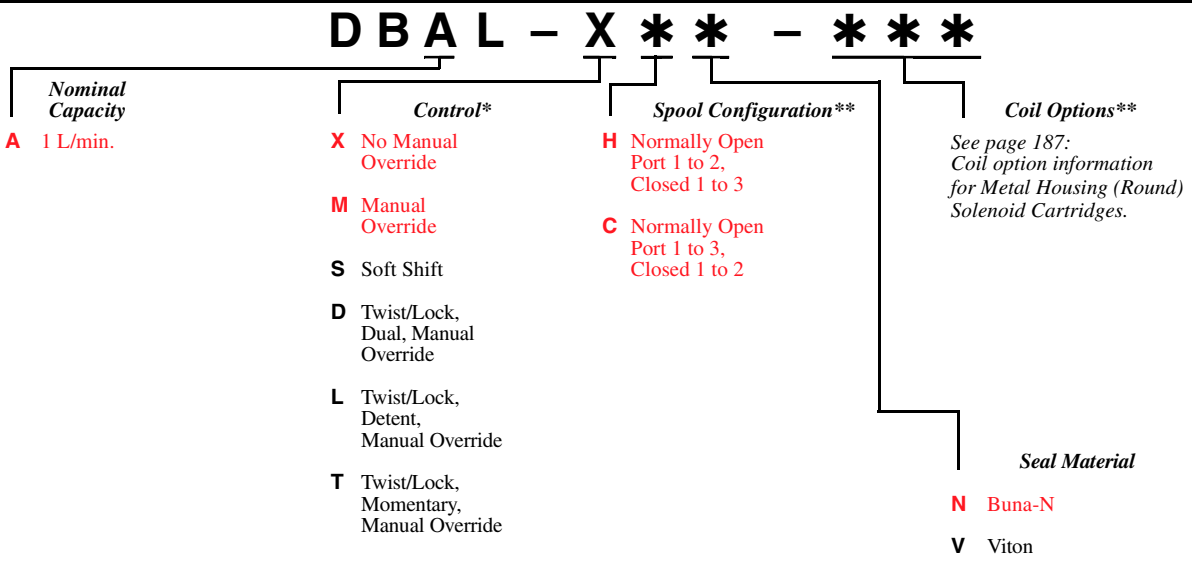 D B A L – X ✱ ✱ – ✱ ✱ ✱
Nominal
Capacity
A 1 L/min.
Control*
X No Manual
Override
M Manual
Override
S Soft Shift
D Twist/Lock,
Dual, Manual
Override
L Twist/Lock,
Detent,
Manual Override
T Twist/Lock,
Momentary,
Manual Override
Spool Configuration**
H Normally Open
Port 1 to 2,
Closed 1 to 3
C Normally Open
Port 1 to 3,
Closed 1 to 2
Coil Options**
See page 187:
Coil option information
for Metal Housing (Round)
Solenoid Cartridges.
Seal Material
N Buna-N
V Viton